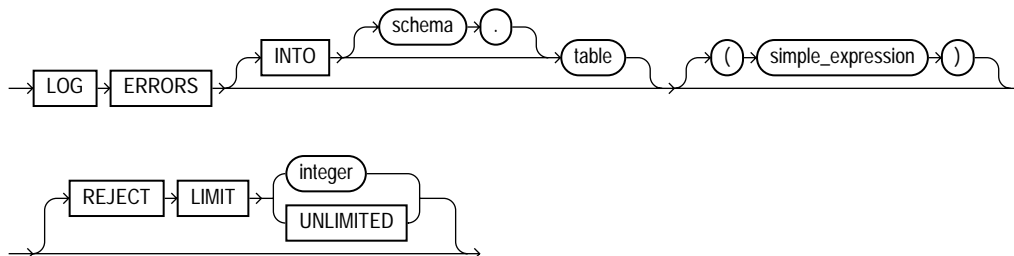 schema .
INTO table ( simple_expression )
LOG ERRORS
integer
REJECT LIMIT
UNLIMITED